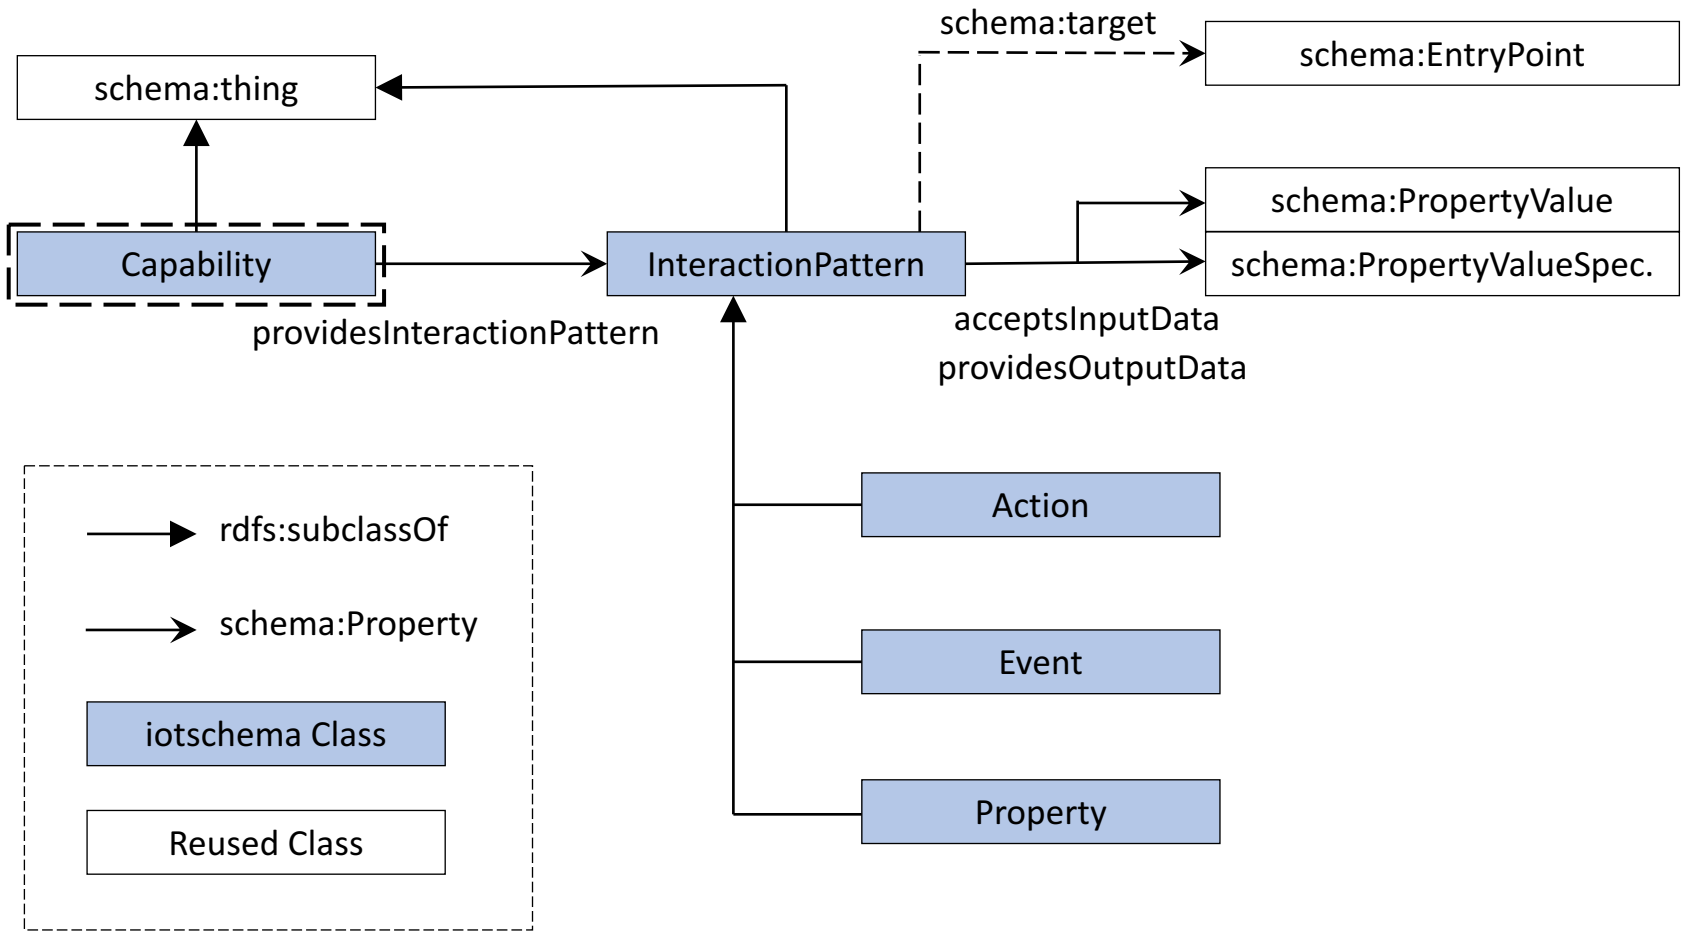 schema:target
schema:EntryPoint
schema:thing
schema:PropertyValue
Capability
InteractionPattern
schema:PropertyValueSpec.
providesInteractionPattern
acceptsInputData
providesOutputData
Action
Event
Property
rdfs:subclassOf
schema:Property
iotschema Class
Reused Class